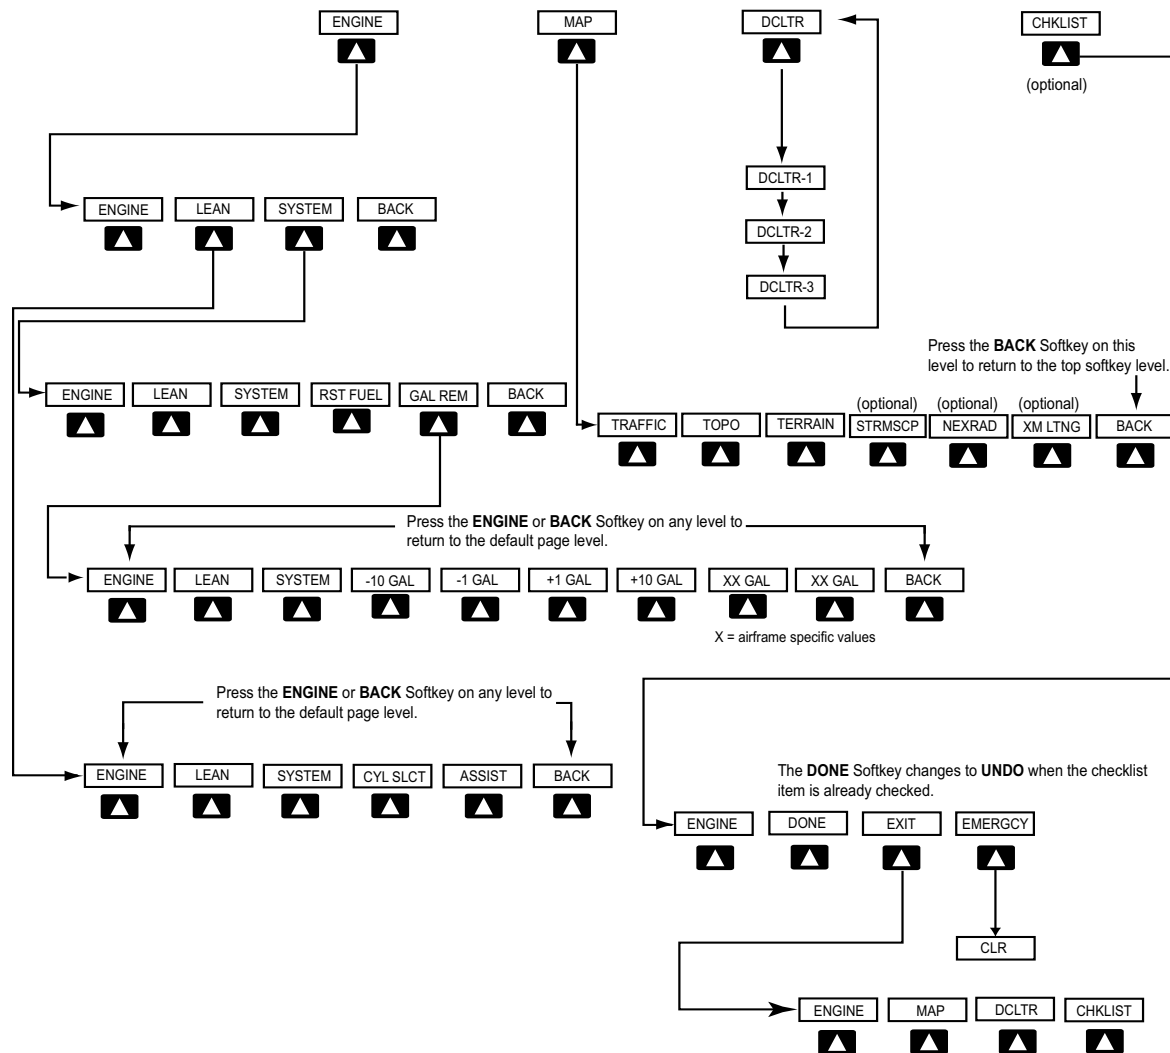 ENGINE
MAP
DCLTR
CHKLIST
(optional)
DCLTR-1
DCLTR-2
DCLTR-3
ENGINE LEAN SYSTEM BACK
Press the BACK Softkey on this
level to return to the top softkey level.
ENGINE LEAN SYSTEM RST FUEL GAL REM BACK
(optional) (optional) (optional)
TRAFFIC TOPO TERRAIN STRMSCP NEXRAD XM LTNG BACK
Press the ENGINE or BACK Softkey on any level to
return to the default page level.
ENGINE LEAN SYSTEM -10 GAL -1 GAL +1 GAL +10 GAL XX GAL XX GAL BACK
X = airframe specific values
Press the ENGINE or BACK Softkey on any level to
return to the default page level.
ENGINE LEAN SYSTEM CYL SLCT ASSIST BACK
The DONE Softkey changes to UNDO when the checklist
item is already checked.
ENGINE DONE EXIT EMERGCY
CLR
ENGINE MAP DCLTR CHKLIST